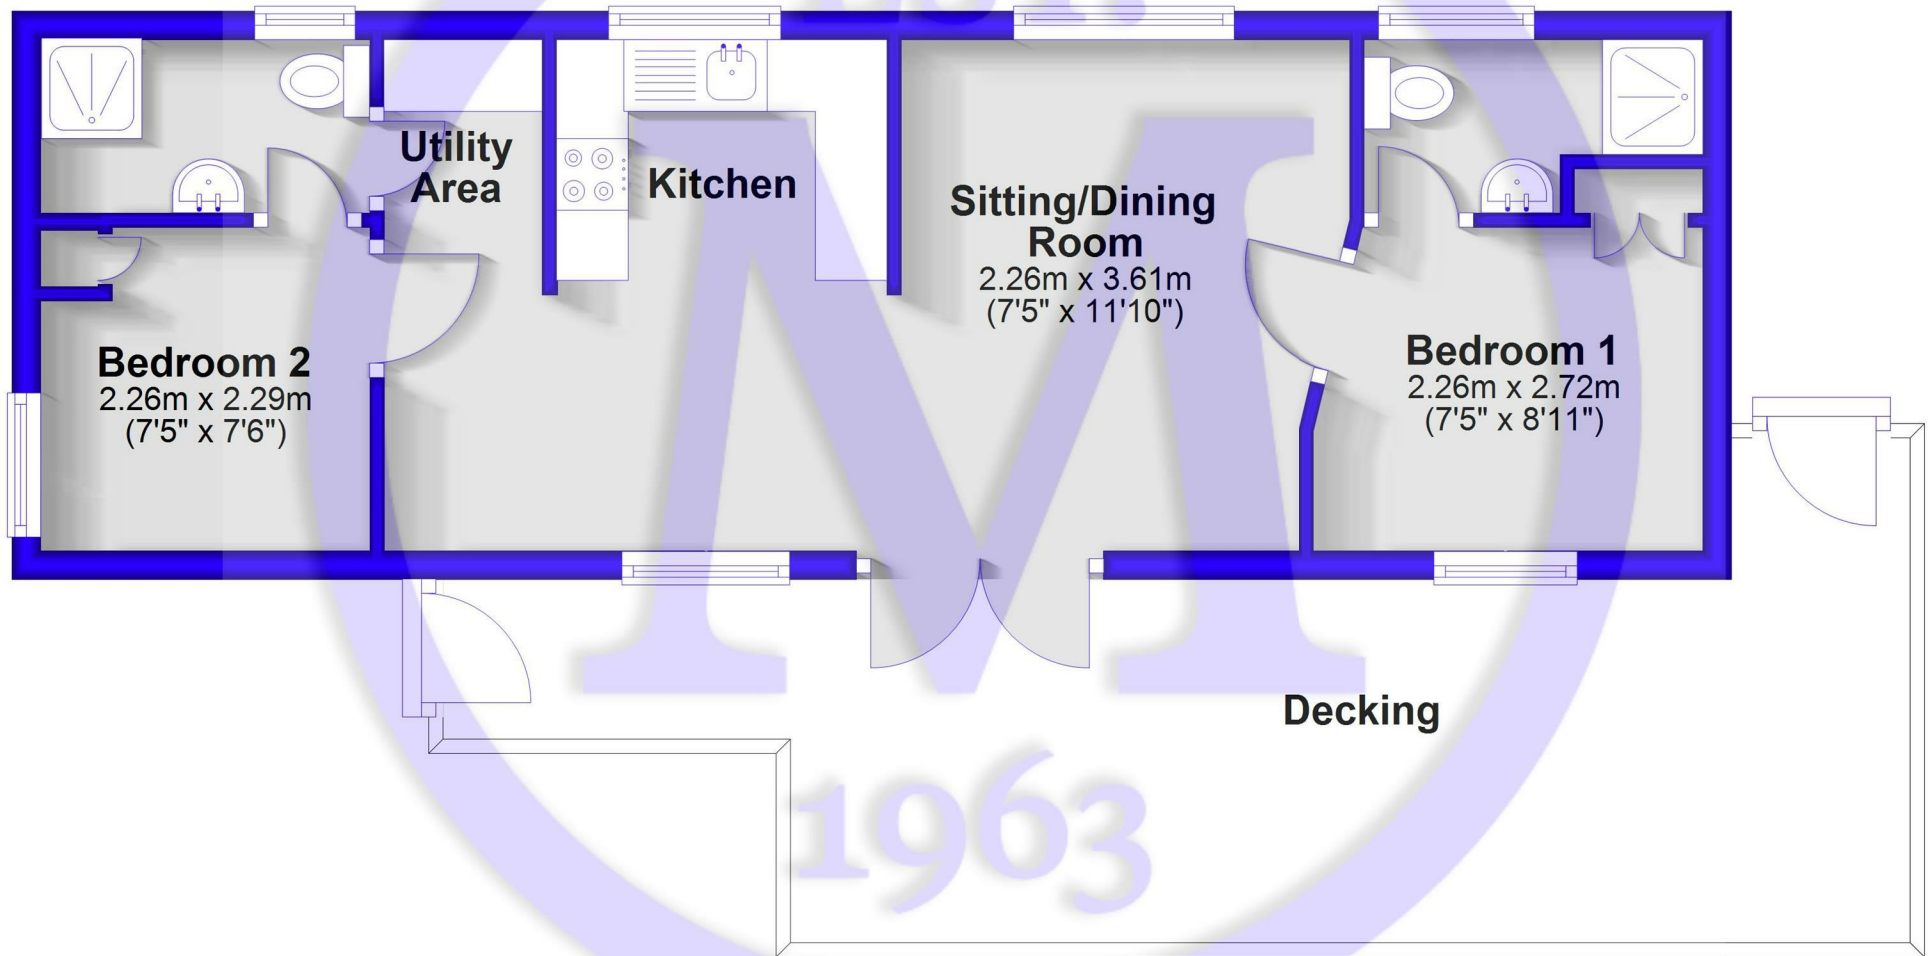 EST.
Utility
Area
Kitchen
Sitting/Dining
Room
2.26m x 3.61m
(7'5" x 11'10")
Bedroom 2
2.26m x 2.29m
(7'5" x 7'6")
Bedroom 1
2.26m x 2.72m
(7'5" x 8'11")
M
Decking
1963